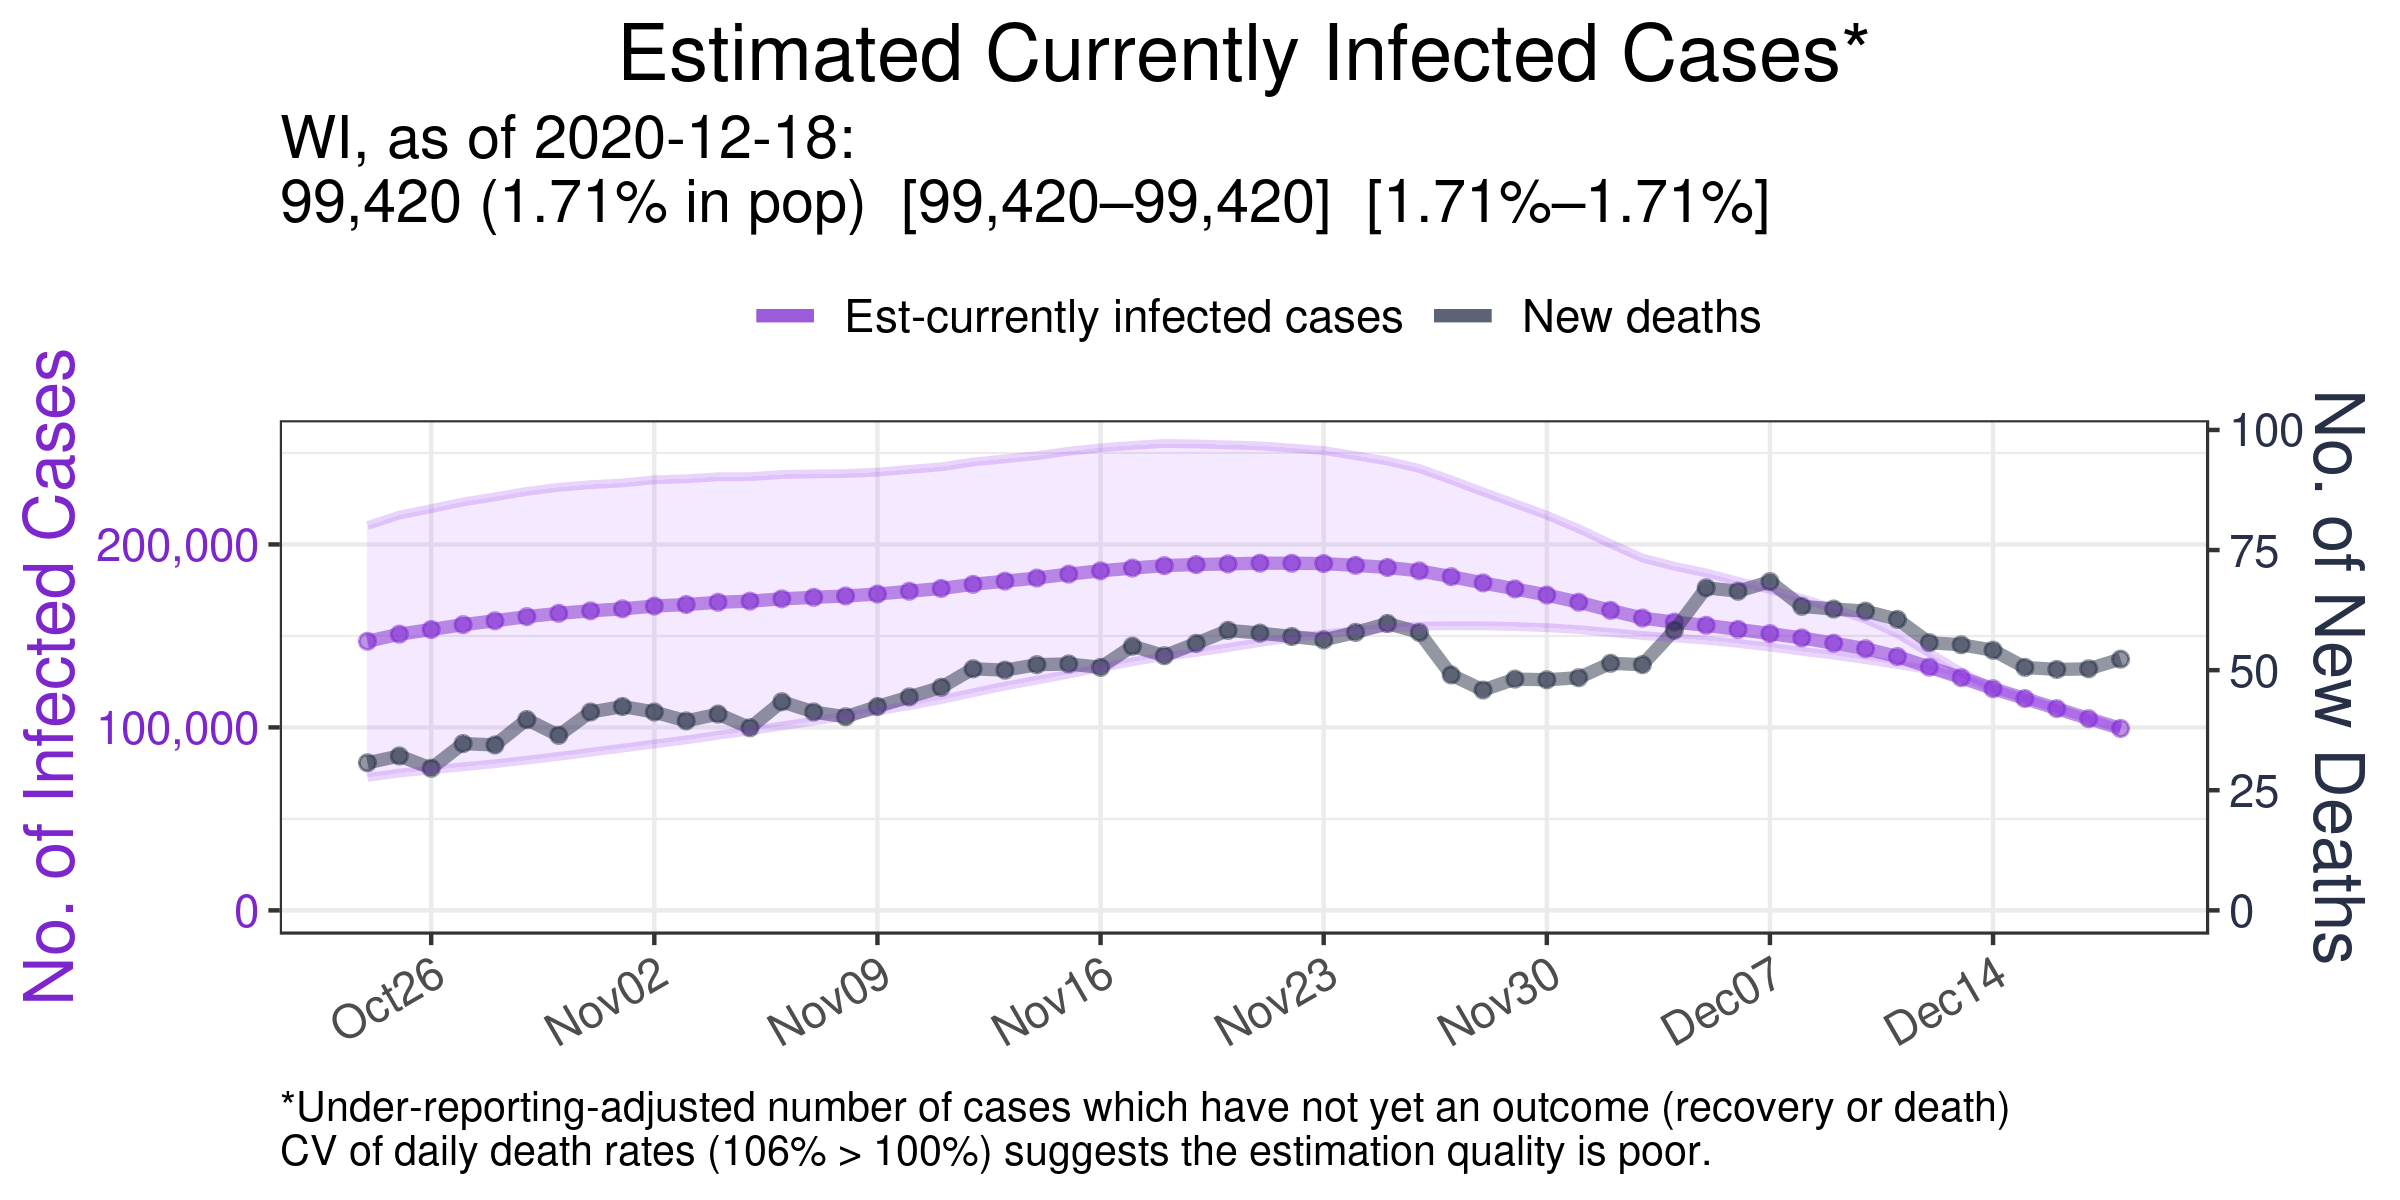 Estimated Currently Infected Cases*
WI, as of 2020-12-18:
99,420 (1.71% in pop)  [99,420–99,420]  [1.71%–1.71%]
Est-currently infected cases
New deaths
No. of Infected Cases
200,000
100,000
0
100
75
50
25
0
No. of New Deaths
Oct26
Nov02
Nov09
Nov16
Nov23
Nov30
Dec07
Dec14
*Under-reporting-adjusted number of cases which have not yet an outcome (recovery or death)
CV of daily death rates (106% > 100%) suggests the estimation quality is poor.